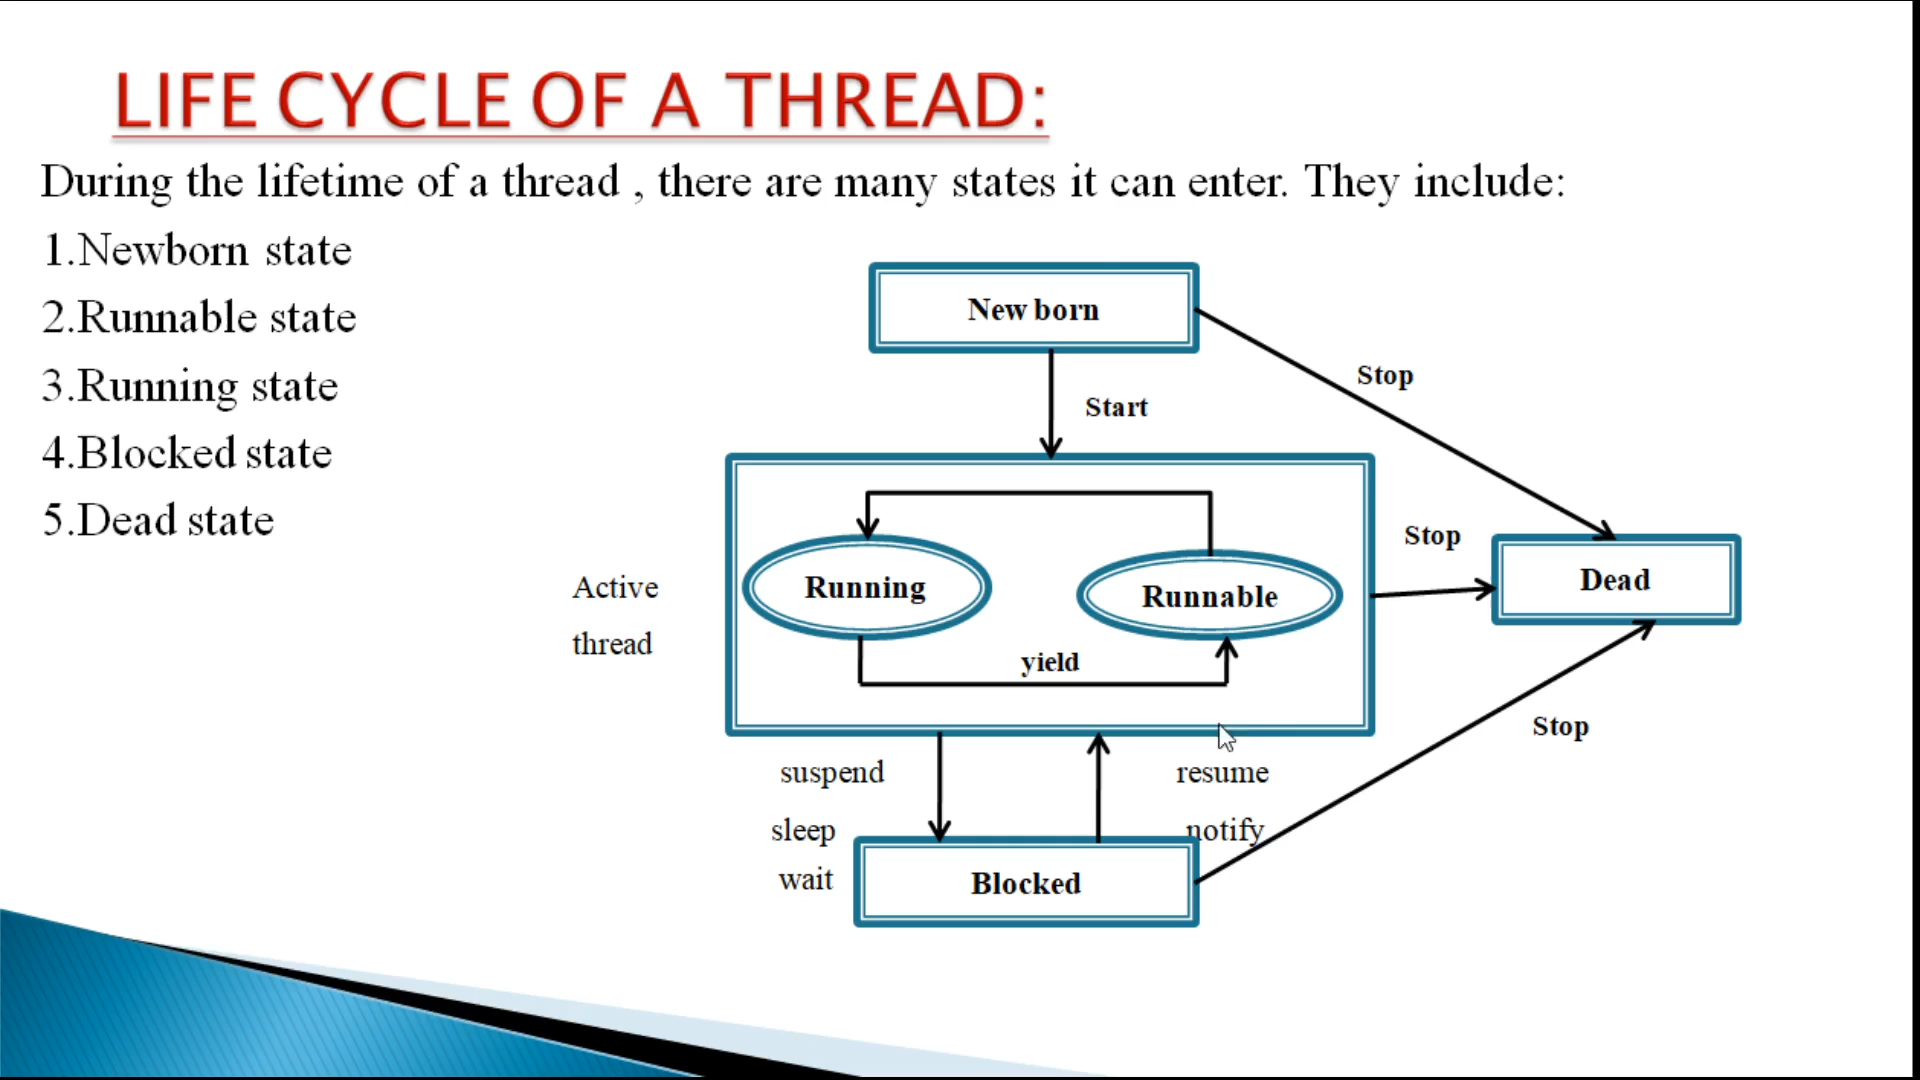 LIFE CYCLE OF A THREAD:
During the lifetime of a thread , there are many states it can enter. They include:
1.Newborn state
2.Runnable state
3.Running state
4.Blocked state
5.Dead state
New born
Stop
Start
Stop
Dead
Active
thread
Running
Runnable
yield
Stop
suspend
resume
sleep
notify
wait
Blocked